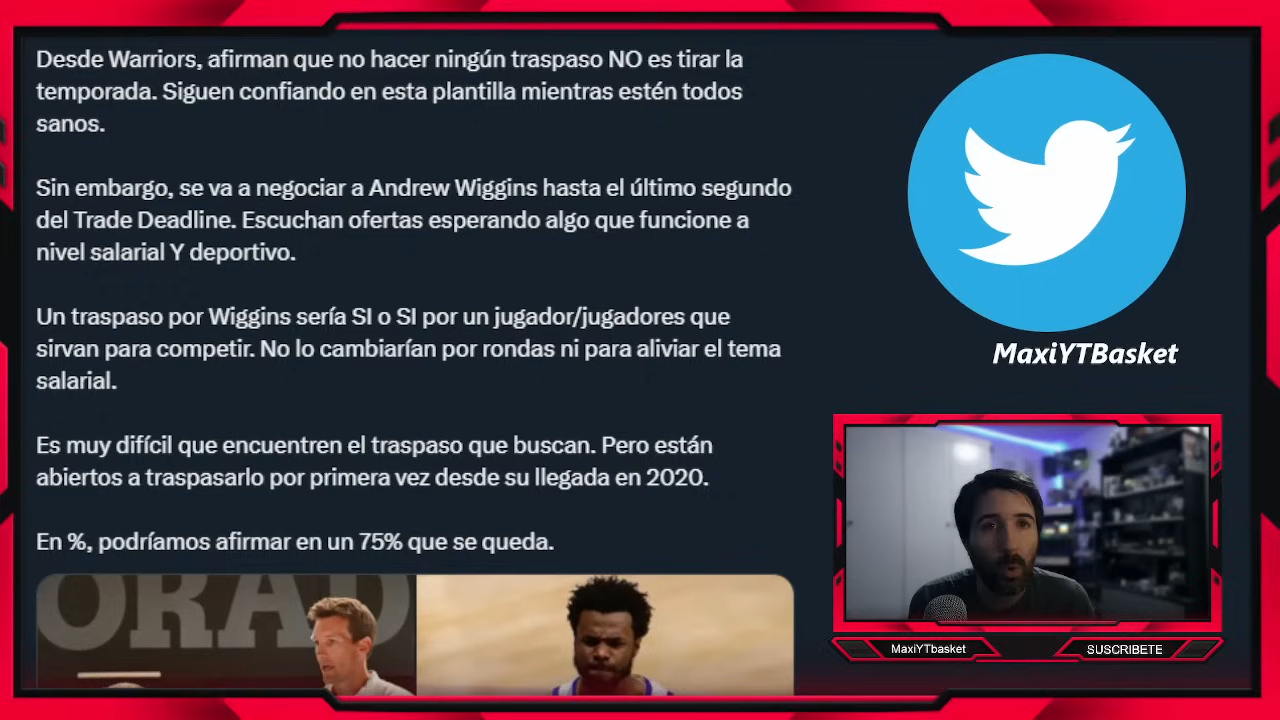 Desde Warriors, afirman que no hacer ningún traspaso NO es tirar la
temporada. Siguen confiando en esta plantilla mientras estén todos
sanos.
Sin embargo, se va a negociar a Andrew Wiggins hasta el último segundo
del Trade Deadline. Escuchan ofertas esperando algo que funcione a
nivel salarial Y deportivo.
Un traspaso por Wiggins sería SI o SI por un jugador/jugadores que
sirvan para competir. No lo cambiarían por rondas ni para aliviar el tema
salarial.
Es muy difícil que encuentren el traspaso que buscan. Pero están
abiertos a traspasarlo por primera vez desde su llegada en 2020.
En %, podríamos afirmar en un 75% que se queda.
ORAD
MaxiYTBasket
MaxiYTbasket
SUSCRIBETE